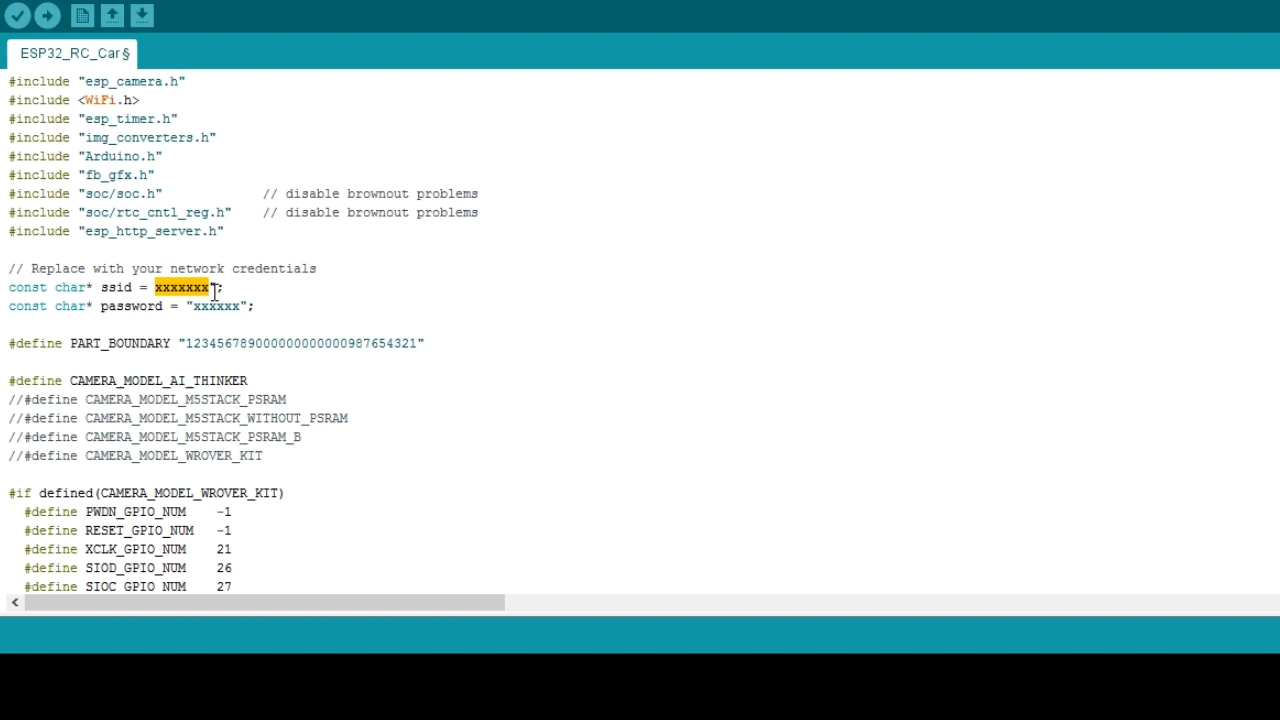 ESP32_RC_Car§
#include "esp_camera.h"
#include <WiFi.h>
#include "esp_timer.h"
#include "img_converters.h"
#include "Arduino.h"
#include "fb_gfx.h"
#include "soc/soc.h" // disable brownout problems
#include "soc/rtc_cntl_reg.h" // disable brownout problems
#include "esp_http_server.h"
// Replace with your network credentials
const char* ssid = xxxxxxx";
const char* password = "xxxxxx";
#define PART_BOUNDARY "123456789000000000000987654321"
#define CAMERA_MODEL_AI_THINKER
//#define CAMERA_MODEL_M5STACK_PSRAM
//#define CAMERA_MODEL_M5STACK_WITHOUT_PSRAM
//#define CAMERA_MODEL_M5STACK_PSRAM_B
//#define CAMERA_MODEL_WROVER_KIT
#if defined(CAMERA_MODEL_WROVER_KIT)
#define PWDN_GPIO_NUM -1
#define RESET_GPIO_NUM -1
#define XCLK_GPIO_NUM 21
#define SIOD_GPIO_NUM 26
#define SIOC_GPIO_NUM 27